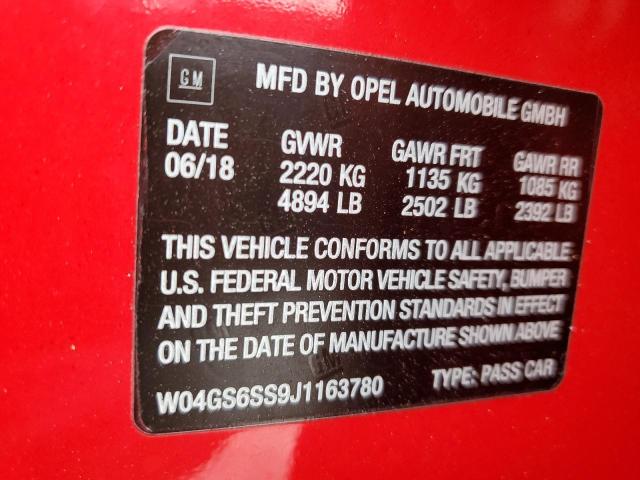 GM
MFD BY OPEL AUTOMOBILE GMBH
DATE GVWR GAWR FRT GAWR RR
06/18 2220 KG 1135 KG 1085 KG
4894 LB 2502 LB 2392 LB
THIS VEHICLE CONFORMS TO ALL APPLICABLE
U.S. FEDERAL MOTOR VEHICLE SAFETY, BUMPER
AND THEFT PREVENTION STANDARDS IN EFFECT
ON THE DATE OF MANUFACTURE SHOWN ABOVE
W04GS6SS9J1163780 TYPE: PASS CAR